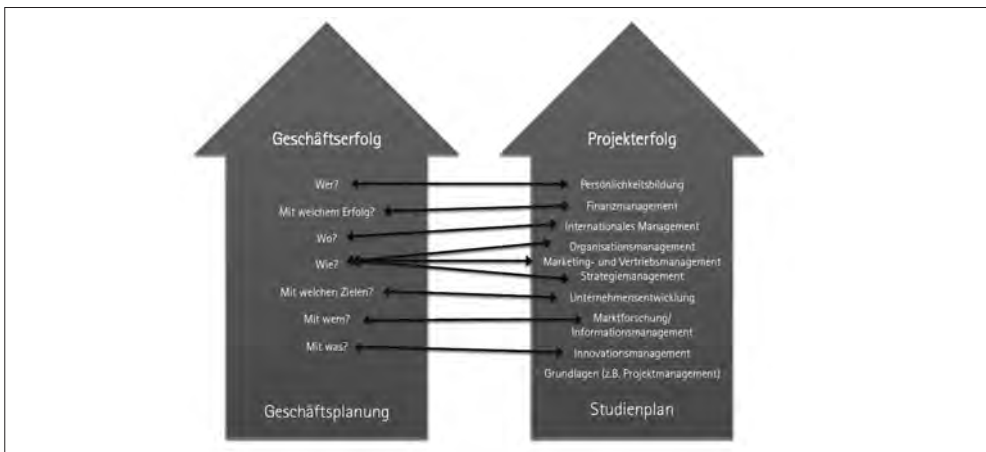 Geschäftserfolg
Wer?
Mit welchem Erfolg?
Wo?
Wie?
Mit welchen Zielen?
Mit wem?
Mit was?
Geschäftsplanung
Projekterfolg
Persönlichkeitsbildung
Finanzmanagement
Internationales Management
Organisationsmanagement
Marketing- und Vertriebsmanagement
Strategiemanagement
Unternehmensentwicklung
Marktforschung/
Informationsmanagement
Innovationsmanagement
Grundlagen (z.B. Projektmanagement)
Studienplan